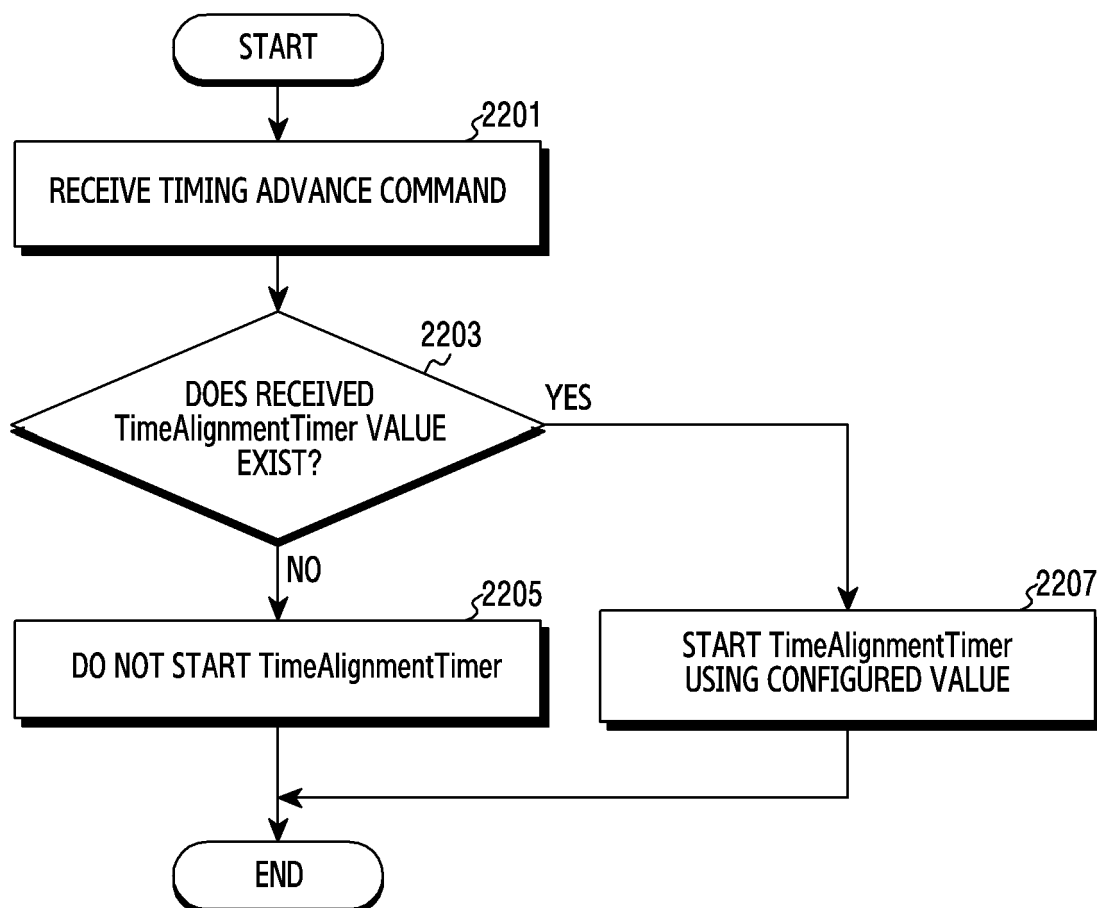 START
2201
RECEIVE TIMING ADVANCE COMMAND
2203
DOES RECEIVED
TimeAlignmentTimer VALUE
EXIST?
YES
NO
2205
DO NOT START TimeAlignmentTimer
2207
START TimeAlignmentTimer
USING CONFIGURED VALUE
END